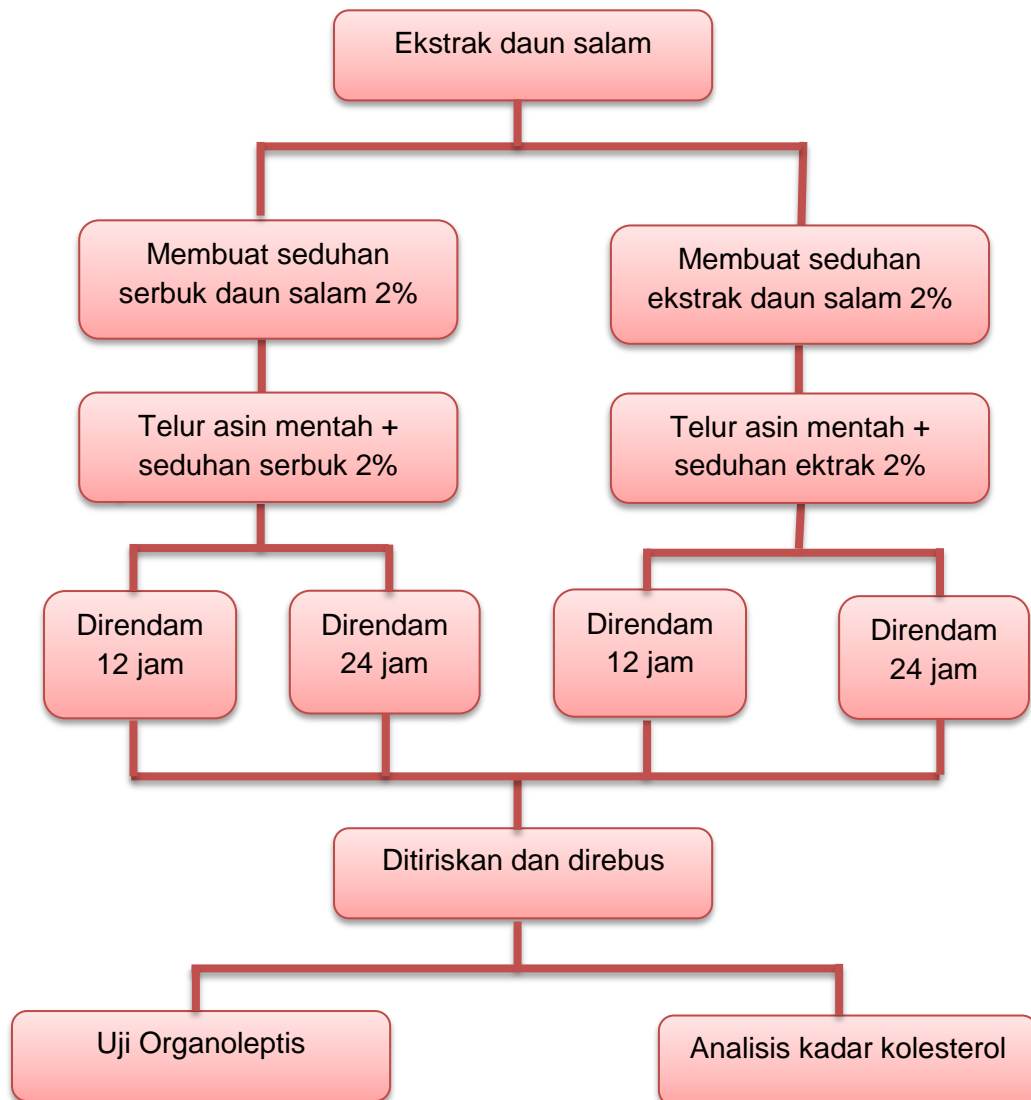 Ekstrak daun salam
Membuat seduhan
serbuk daun salam 2%
Membuat seduhan
ekstrak daun salam 2%
Telur asin mentah +
seduhan serbuk 2%
Telur asin mentah +
seduhan ektrak 2%
Direndam
12 jam
Direndam
24 jam
Direndam
12 jam
Direndam
24 jam
Ditiriskan dan direbus
Uji Organoleptis
Analisis kadar kolesterol